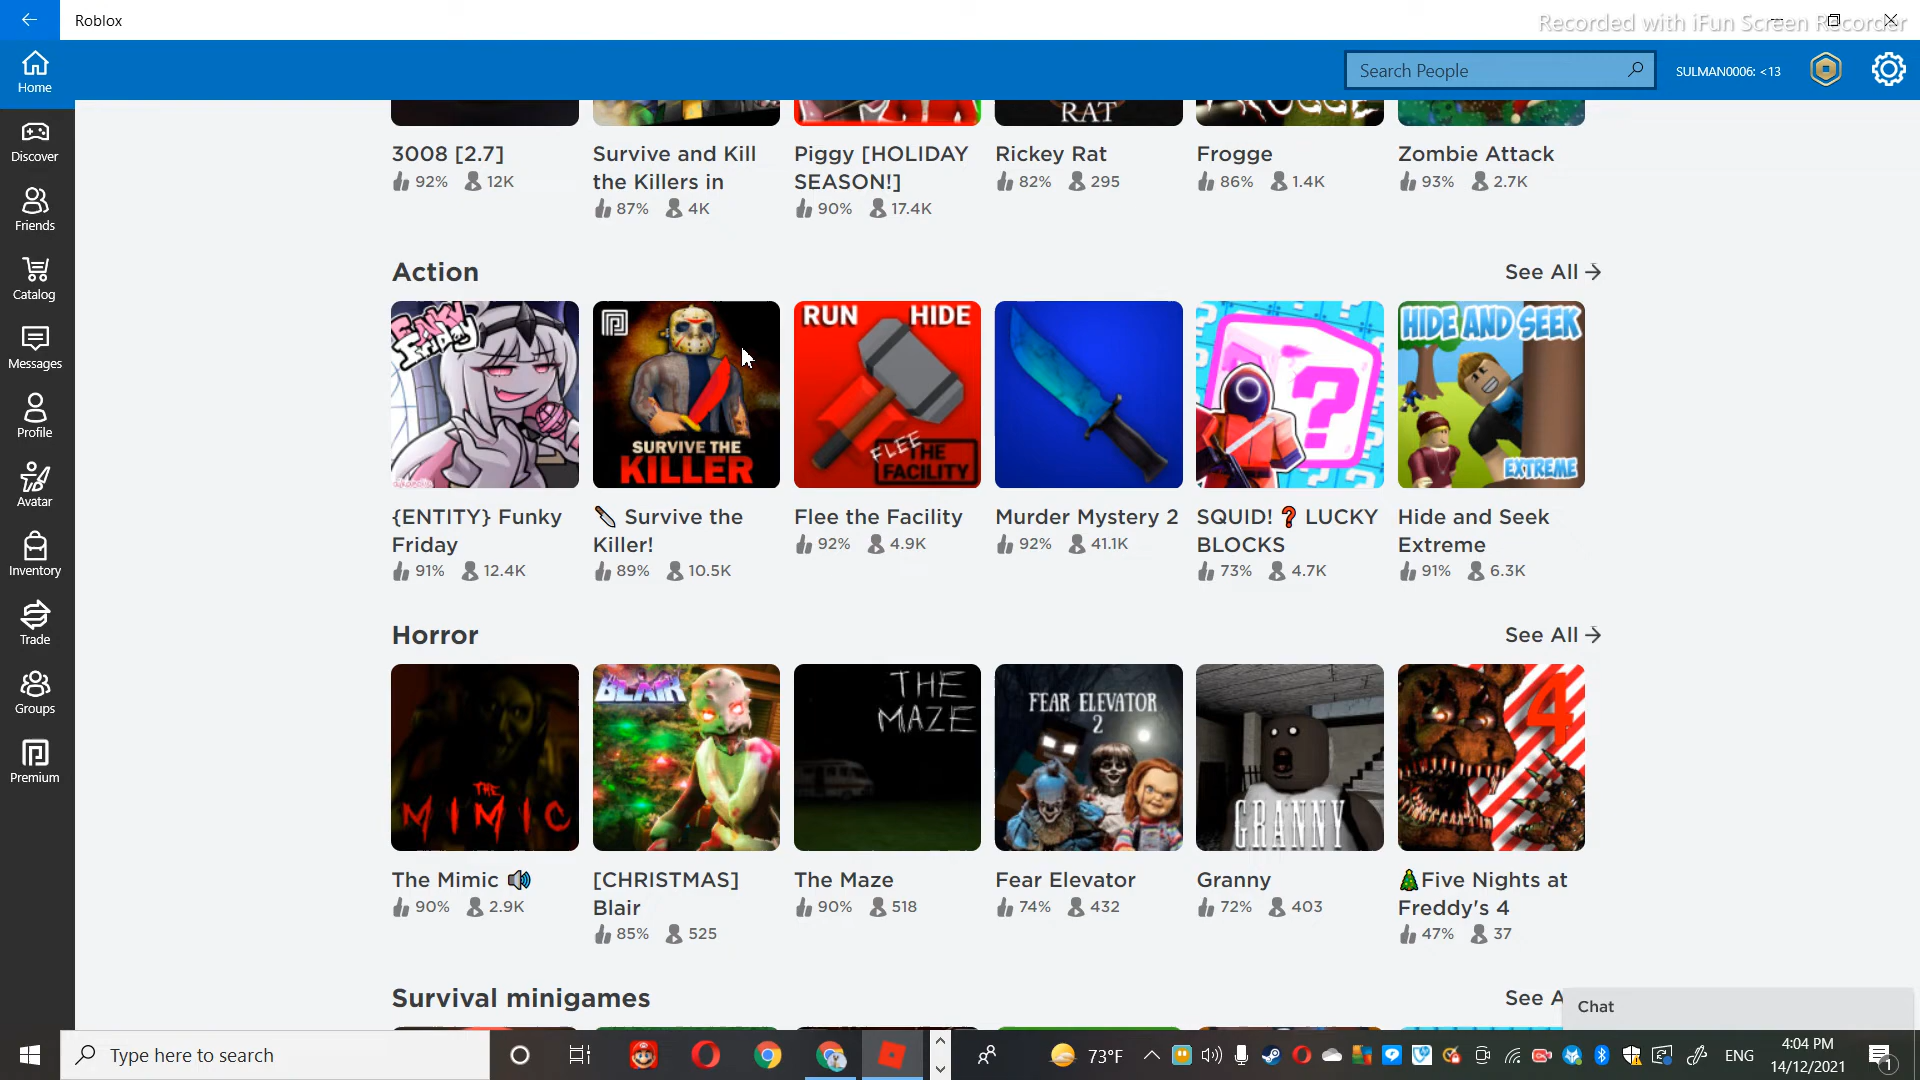 Roblox
Recorded with iFun Screen Recorder
Home
Search People
SULMAN0006: <13
RAT
Discover
Friends
Catalog
Messages
Profile
Avatar
Inventory
Trade
Groups
Premium
3008 [2.7]
92% 12K
Survive and Kill
the Killers in
87% 4K
Piggy [HOLIDAY
SEASON!]
90% 17.4K
Rickey Rat
82% 295
Frogge
86% 1.4K
Zombie Attack
93% 2.7K
Action
See All
FUNKY
Friday
SURVIVE THE
KILLER
RUN HIDE
FLEE THE
FACILITY
HIDE AND SEEK
EXTREME
{ENTITY} Funky
Friday
91% 12.4K
Survive the
Killer!
89% 10.5K
Flee the Facility
92% 4.9K
Murder Mystery 2
92% 41.1K
SQUID! ❓ LUCKY
BLOCKS
73% 4.7K
Hide and Seek
Extreme
91% 6.3K
Horror
See All
THE
MIMIC
BLAIR
THE
MAZE
FEAR ELEVATOR
2
GRANNY
4
The Mimic
90% 2.9K
[CHRISTMAS]
Blair
85% 525
The Maze
90% 518
Fear Elevator
74% 432
Granny
72% 403
Five Nights at
Freddy's 4
47% 37
Survival minigames
See A
Chat
Type here to search
73°F
ENG
4:04 PM
14/12/2021
1